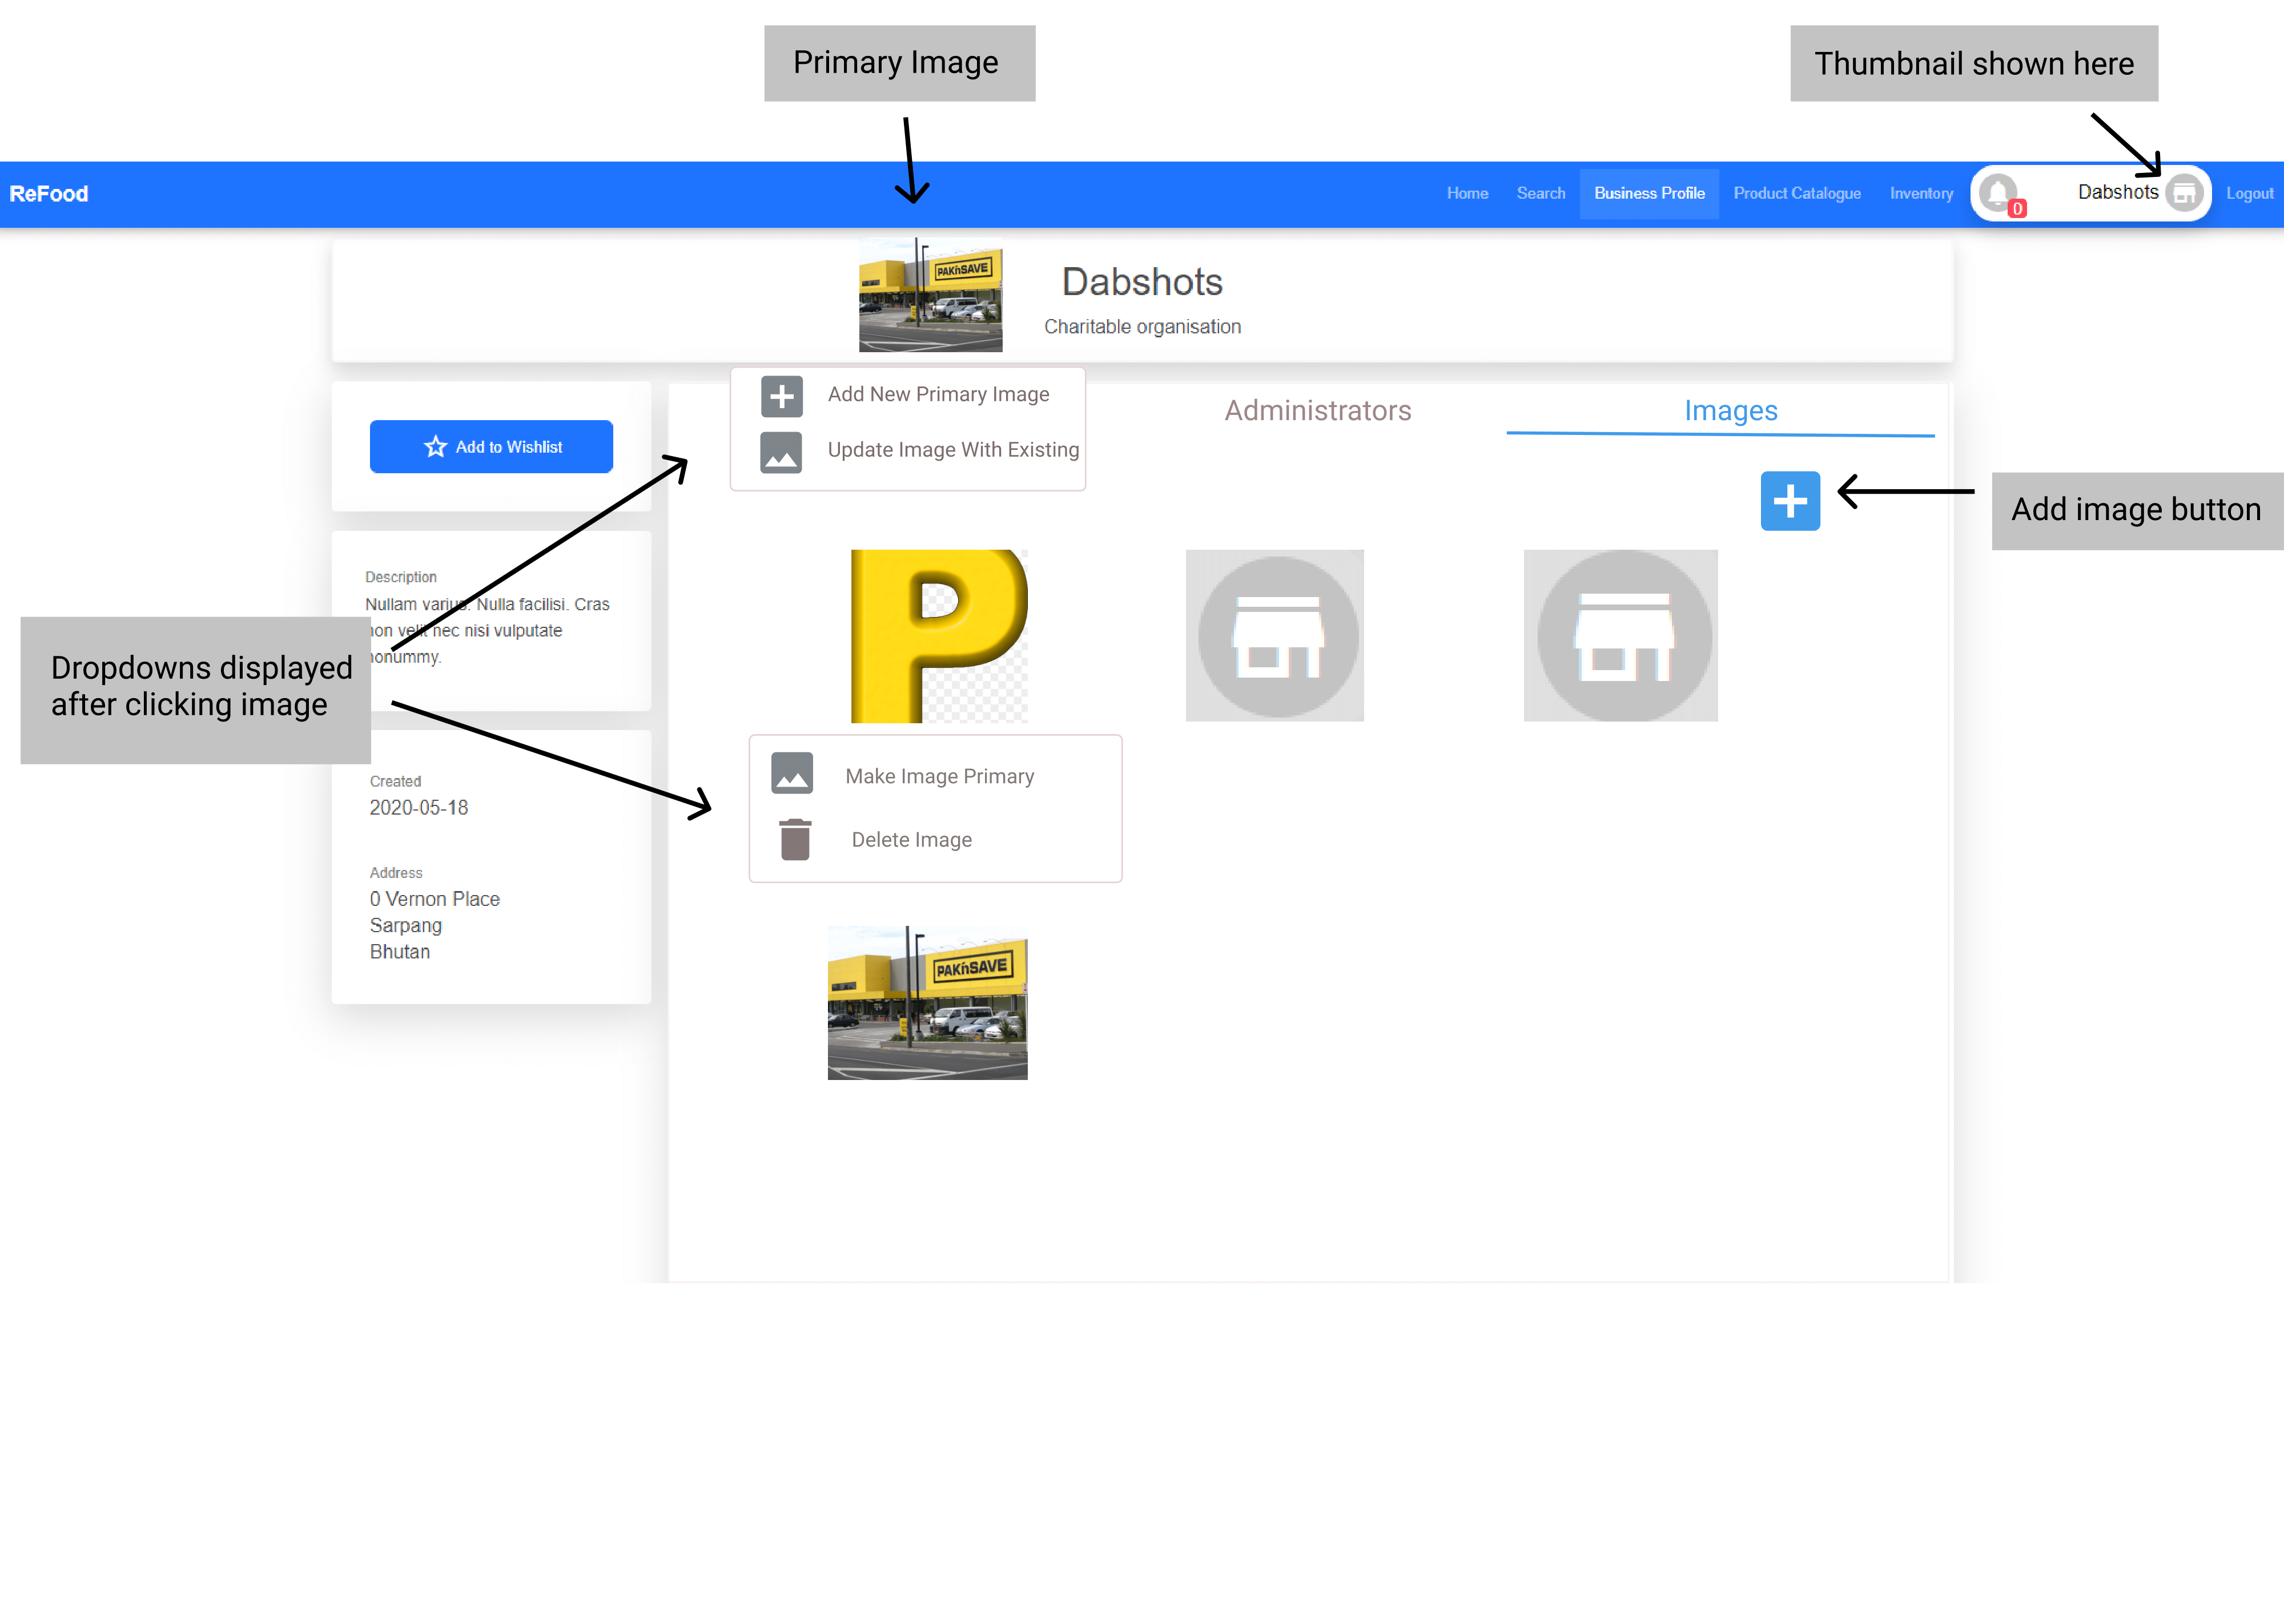 Primary Image
Thumbnail shown here
ReFood
Home
Search
Business Profile
Product Catalogue
Inventory
0
Dabshots
Logout
PAK'nSAVE
Dabshots
Charitable organisation
Add New Primary Image
Update Image With Existing
Administrators
Images
Add to Wishlist
Add image button
Description
Nullam varius. Nulla facilisi. Cras
non velit nec nisi vulputate
nonummy.
Dropdowns displayed
after clicking image
P
Make Image Primary
Delete Image
Created
2020-05-18
Address
0 Vernon Place
Sarpang
Bhutan
PAK'nSAVE